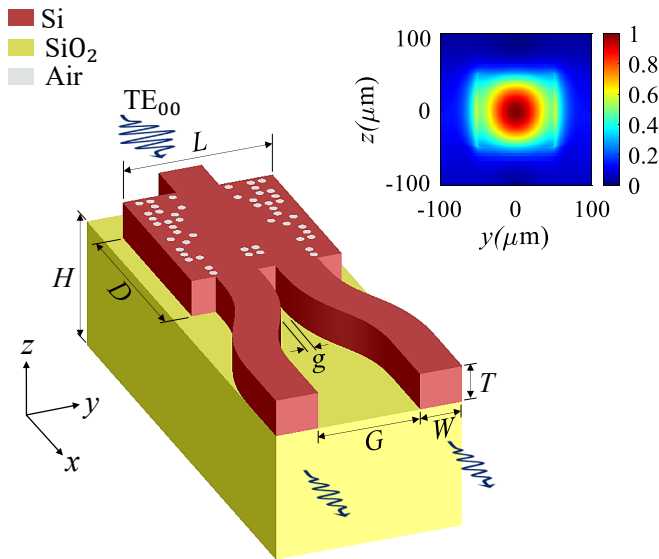 Si
SiO₂
Air
TE₀₀
L
H
D
g
G
W
T
z
y
x
100
0
-100
z(μm)
-100 0 100
y(μm)
1
0.8
0.6
0.4
0.2
0